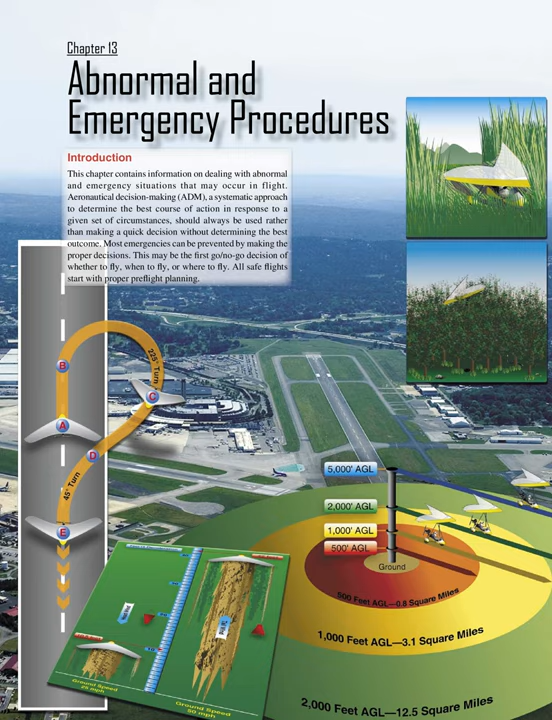 Chapter 13
Abnormal and
Emergency Procedures
Introduction
This chapter contains information on dealing with abnormal
and emergency situations that may occur in flight.
Aeronautical decision-making (ADM), a systematic approach
to determine the best course of action in response to a
given set of circumstances, should always be used rather
than making a quick decision without determining the best
outcome. Most emergencies can be prevented by making the
proper decisions. This may be the first go/no-go decision of
whether to fly, when to fly, or where to fly. All safe flights
start with proper preflight planning.
B
225° Turn
C
A
D
45° Turn
E
5,000' AGL
2,000' AGL
1,000' AGL
500' AGL
Ground
500 Feet AGL—0.8 Square Miles
1,000 Feet AGL—3.1 Square Miles
2,000 Feet AGL—12.5 Square Miles
Ground Speed
25 mph
Ground Speed
50 mph